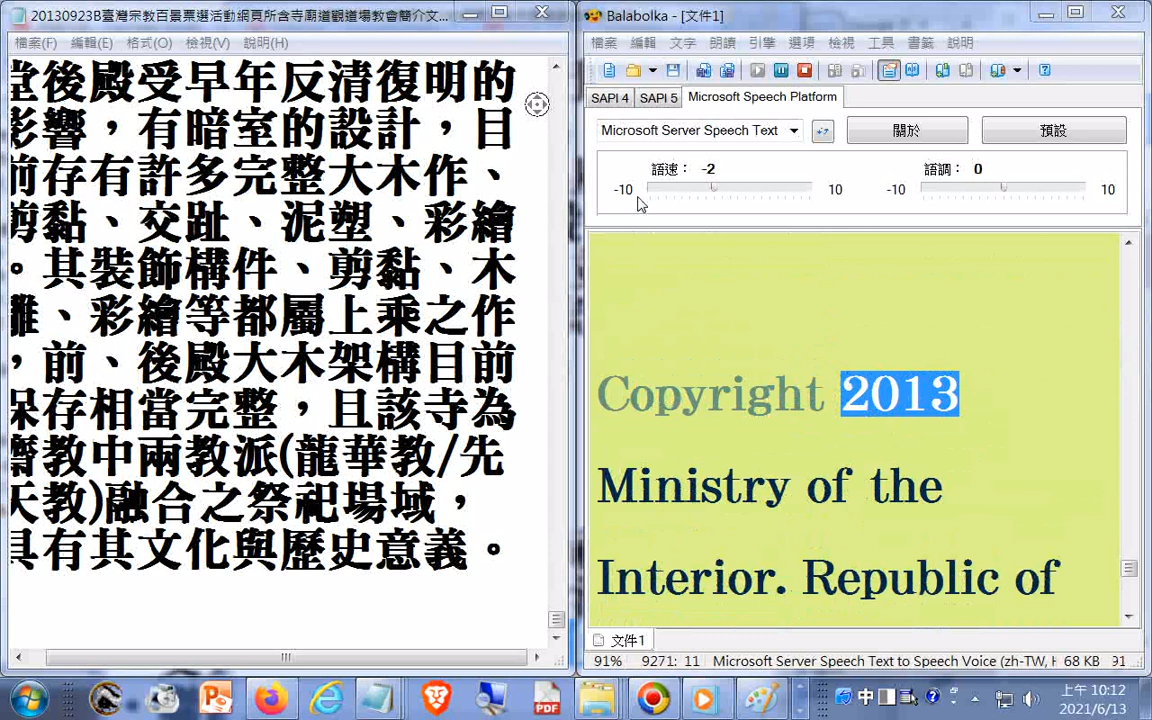 20130923B臺灣宗教百景票選活動網頁所含寺廟道觀道場教會簡介文...
檔案(F) 編輯(E) 格式(O) 檢視(V) 說明(H)
堂後殿受早年反清復明的
影響，有暗室的設計，目
前存有許多完整大木作、
剪黏、交趾、泥塑、彩繪
。其裝飾構件、剪黏、木
雕、彩繪等都屬上乘之作
，前、後殿大木架構目前
保存相當完整，且該寺為
齋教中兩教派(龍華教/先
天教)融合之祭祀場域，
具有其文化與歷史意義。
Balabolka - [文件1]
檔案 編輯 文字 朗讀 引擎 選項 檢視 工具 書籤 說明
SAPI 4 SAPI 5 Microsoft Speech Platform
Microsoft Server Speech Text 關於 預設
語速： -2 語調： 0
-10 10 -10 10
Copyright 2013
Ministry of the
Interior. Republic of
文件1
91% 9271: 11 Microsoft Server Speech Text to Speech Voice (zh-TW, H 68 KB 91
PDF 中 上午 10:12
2021/6/13